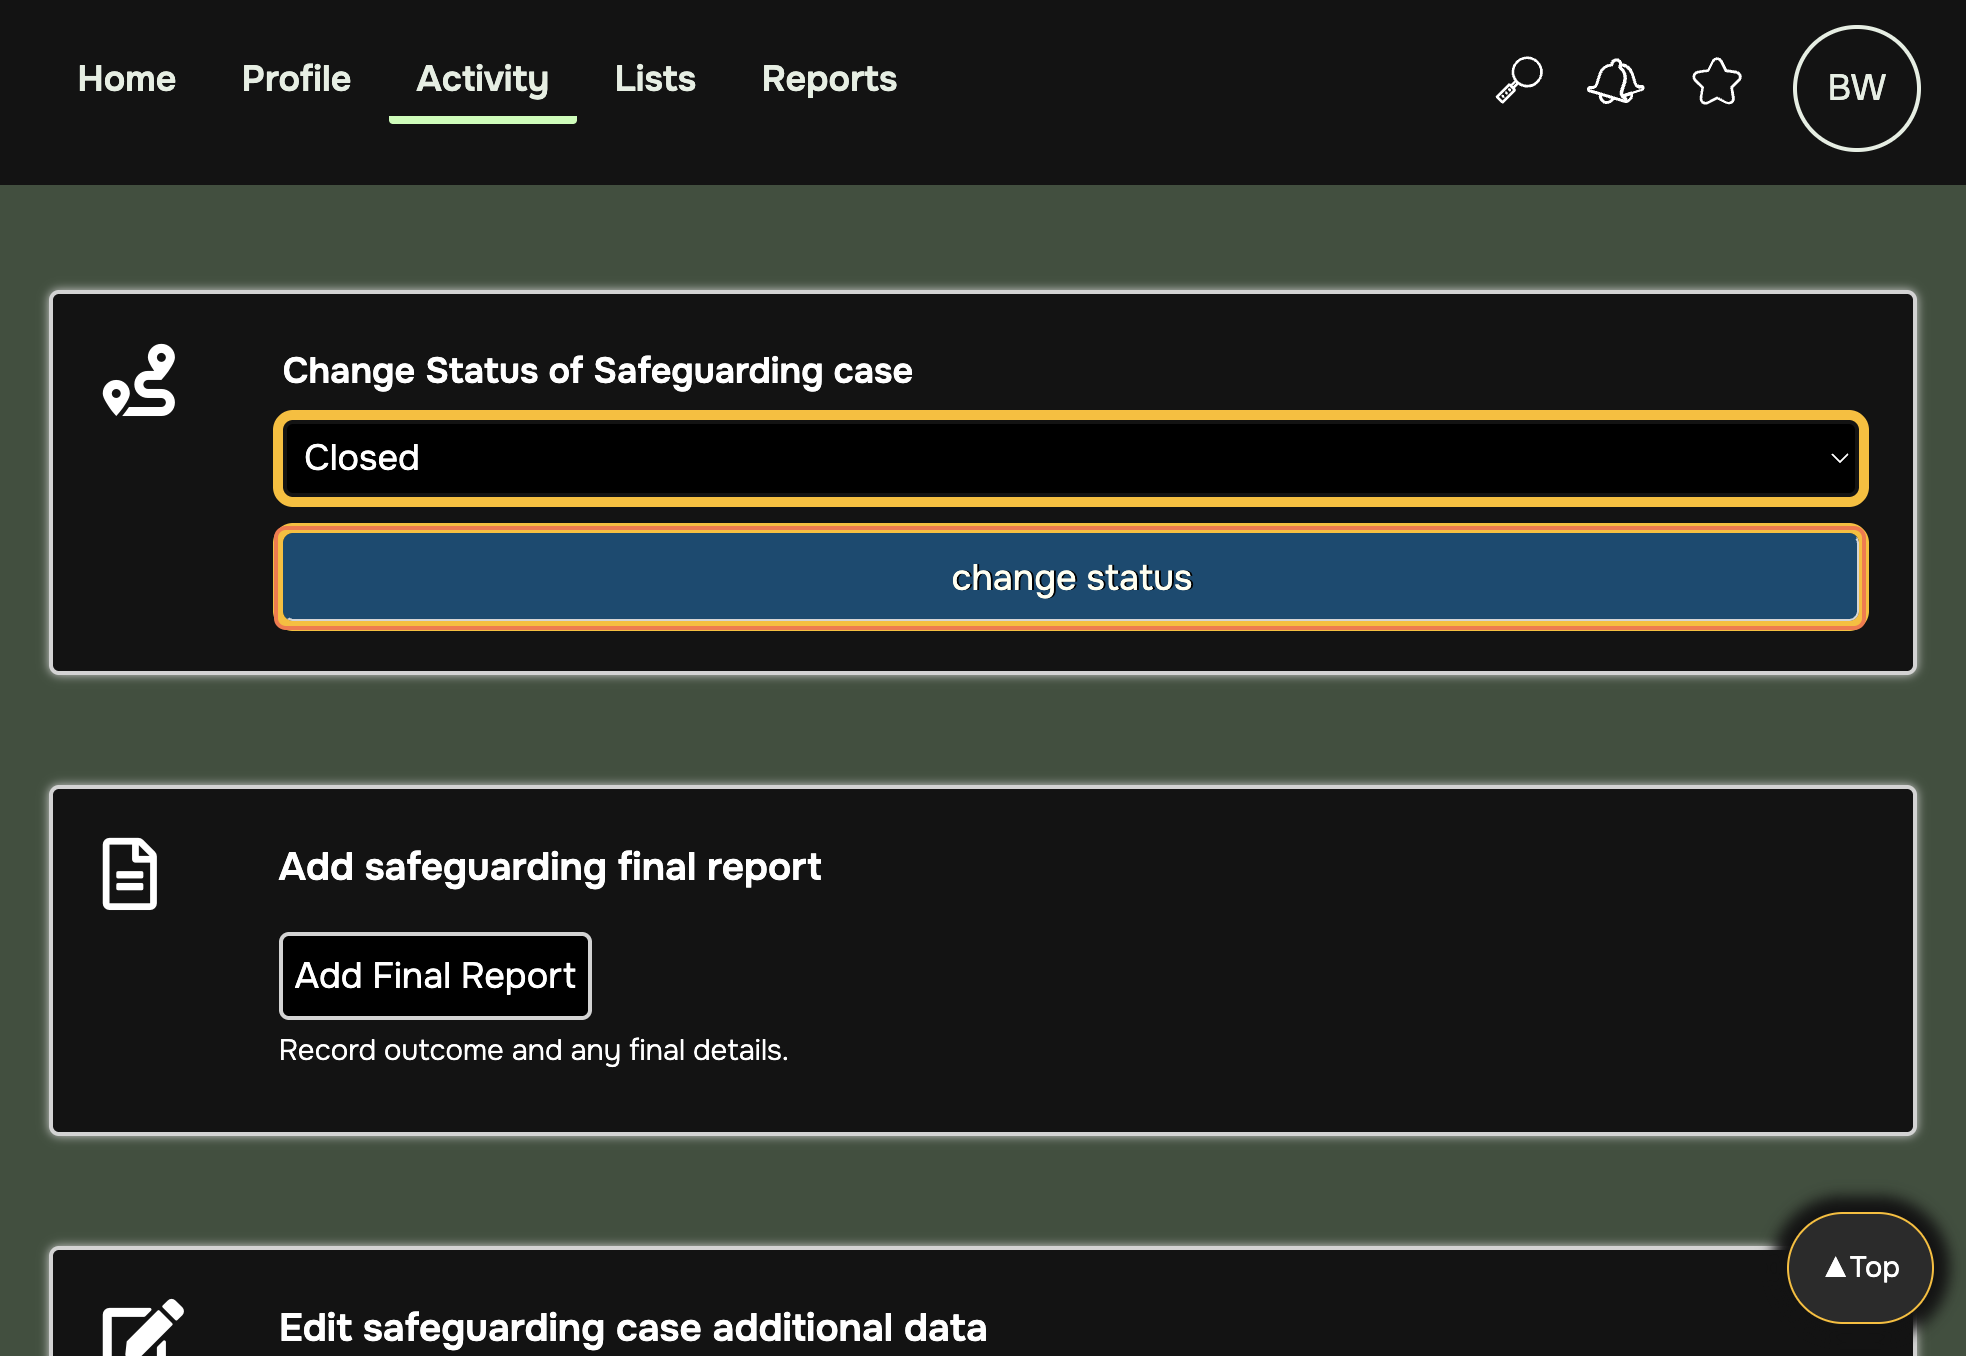 Home Profile Activity Lists Reports BW
Change Status of Safeguarding case
Closed
change status
Add safeguarding final report
Add Final Report
Record outcome and any final details.
▲Top
Edit safeguarding case additional data